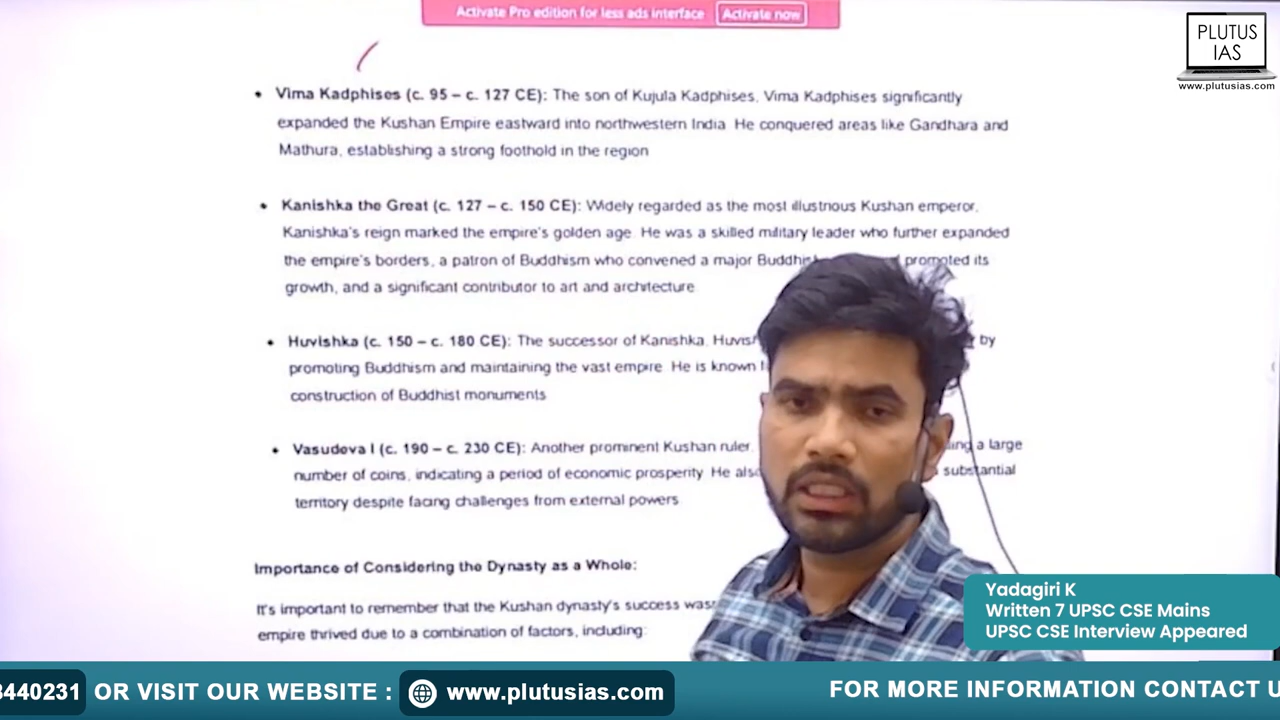 Activate Pro edition for less ads interface Activate now
PLUTUS
IAS
www.plutusias.com
• Vima Kadphises (c. 95 – c. 127 CE): The son of Kujula Kadphises, Vima Kadphises significantly
expanded the Kushan Empire eastward into northwestern India. He conquered areas like Gandhara and
Mathura, establishing a strong foothold in the region
• Kanishka the Great (c. 127 – c. 150 CE): Widely regarded as the most illustrious Kushan emperor,
Kanishka's reign marked the empire's golden age. He was a skilled military leader who further expanded
the empire's borders, a patron of Buddhism who convened a major promoted its
growth, and a significant contributor to art and architecture
• Huvishka (c. 150 – c. 180 CE): The successor of Kanishka, by
promoting Buddhism and maintaining the vast empire. He is known
construction of Buddhist monuments
• Vasudeva I (c. 190 – c. 230 CE): Another prominent Kushan ruler, a large
number of coins, indicating a period of economic prosperity. He substantial
territory despite facing challenges from external powers
Importance of Considering the Dynasty as a Whole:
It's important to remember that the Kushan dynasty's success
empire thrived due to a combination of factors, including:
Yadagiri K
Written 7 UPSC CSE Mains
UPSC CSE Interview Appeared
8440231 OR VISIT OUR WEBSITE : www.plutusias.com FOR MORE INFORMATION CONTACT U